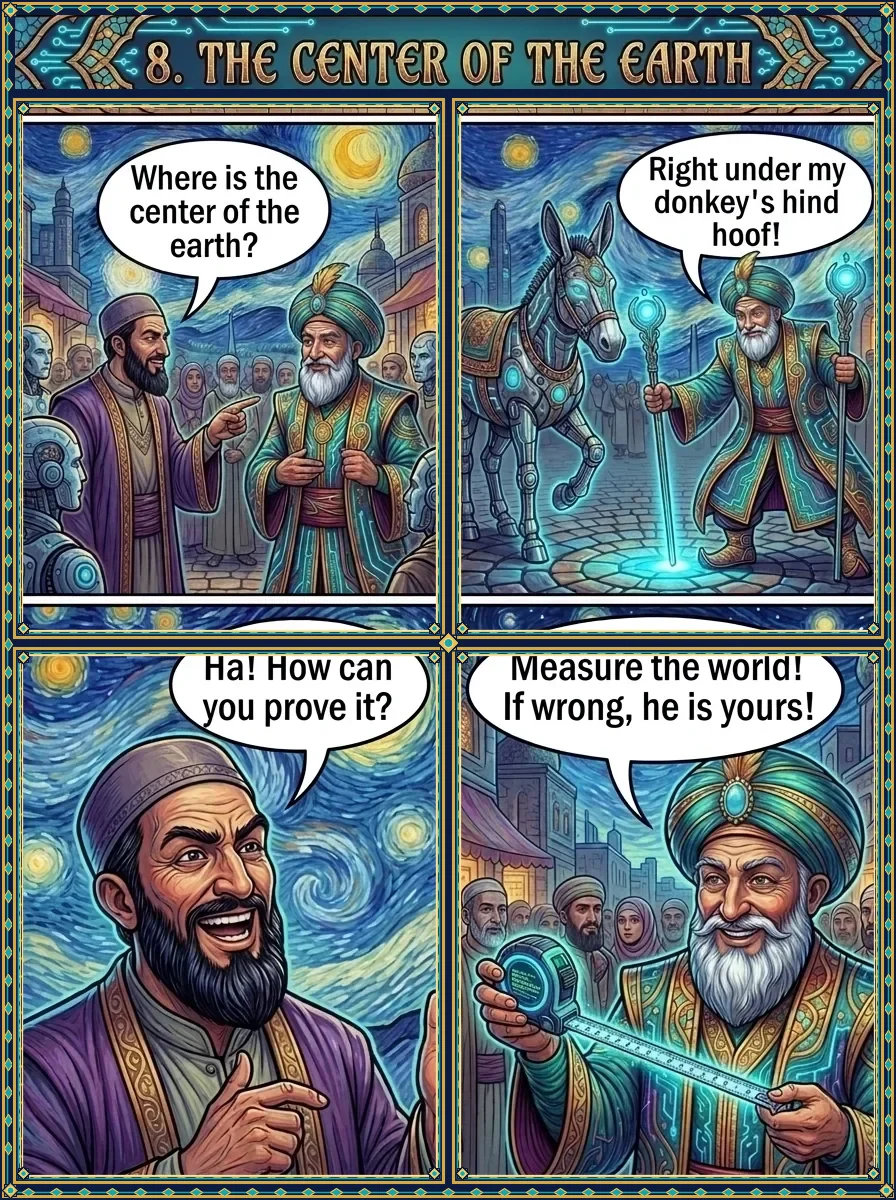 8. THE CENTER OF THE EARTH
Where is the
center of the
earth?
Right under my
donkey's hind
hoof!
Ha! How can
you prove it?
Measure the world!
If wrong, he is yours!